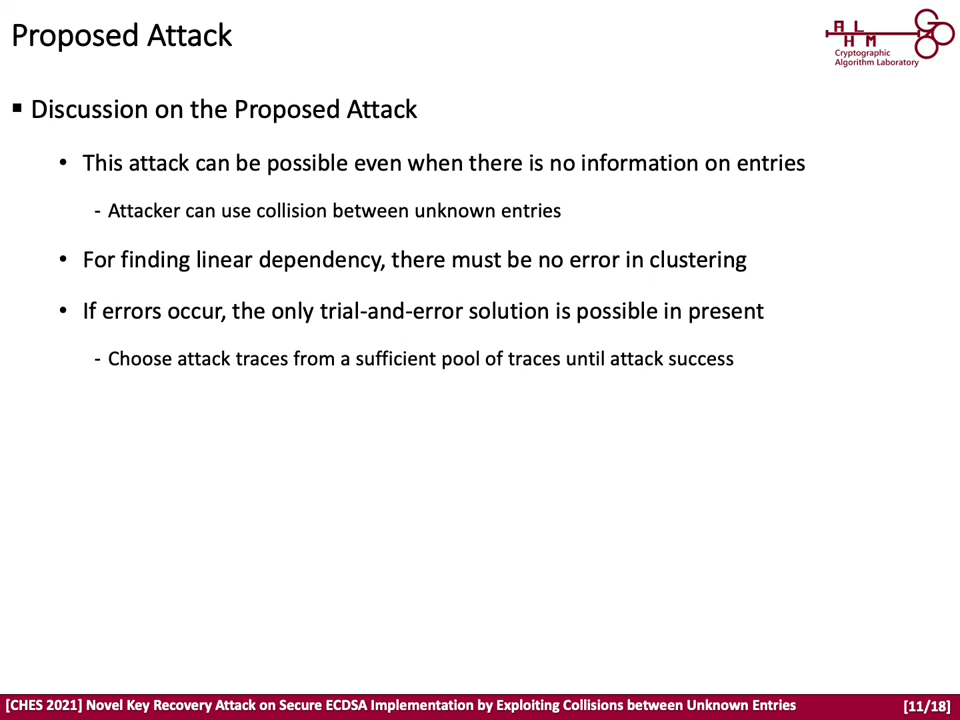 Proposed Attack
A L
H M
Cryptographic
Algorithm Laboratory
▪ Discussion on the Proposed Attack
• This attack can be possible even when there is no information on entries
- Attacker can use collision between unknown entries
• For finding linear dependency, there must be no error in clustering
• If errors occur, the only trial-and-error solution is possible in present
- Choose attack traces from a sufficient pool of traces until attack success
[CHES 2021] Novel Key Recovery Attack on Secure ECDSA Implementation by Exploiting Collisions between Unknown Entries
[11/18]